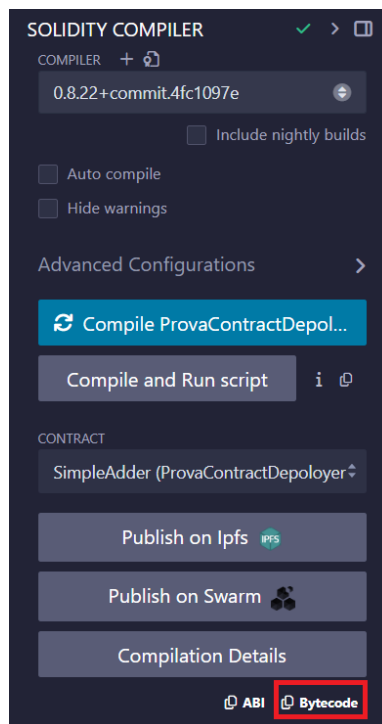 SOLIDITY COMPILER
COMPILER
0.8.22+commit.4fc1097e
Include nightly builds
Auto compile
Hide warnings
Advanced Configurations
Compile ProvaContractDepol...
Compile and Run script
CONTRACT
SimpleAdder (ProvaContractDepoloyer
Publish on Ipfs IPFS
Publish on Swarm
Compilation Details
ABI Bytecode